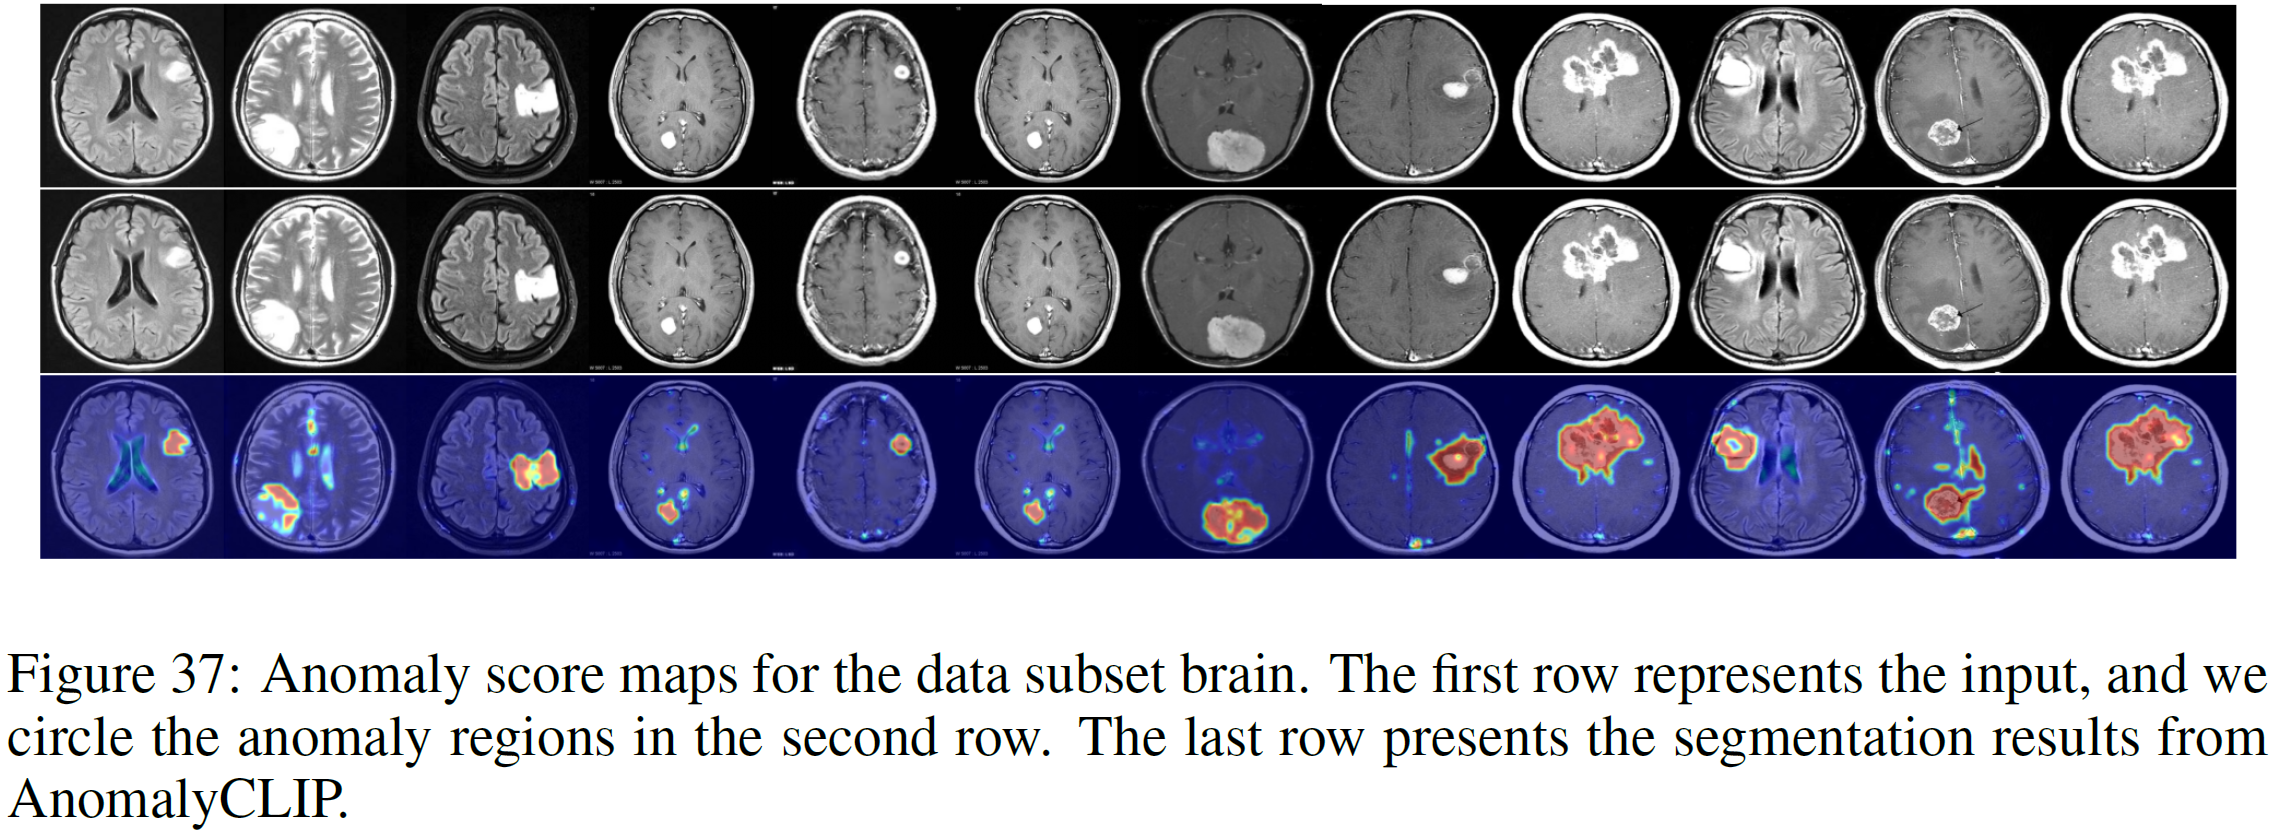 Figure 37: Anomaly score maps for the data subset brain. The first row represents the input, and we
circle the anomaly regions in the second row. The last row presents the segmentation results from
AnomalyCLIP.